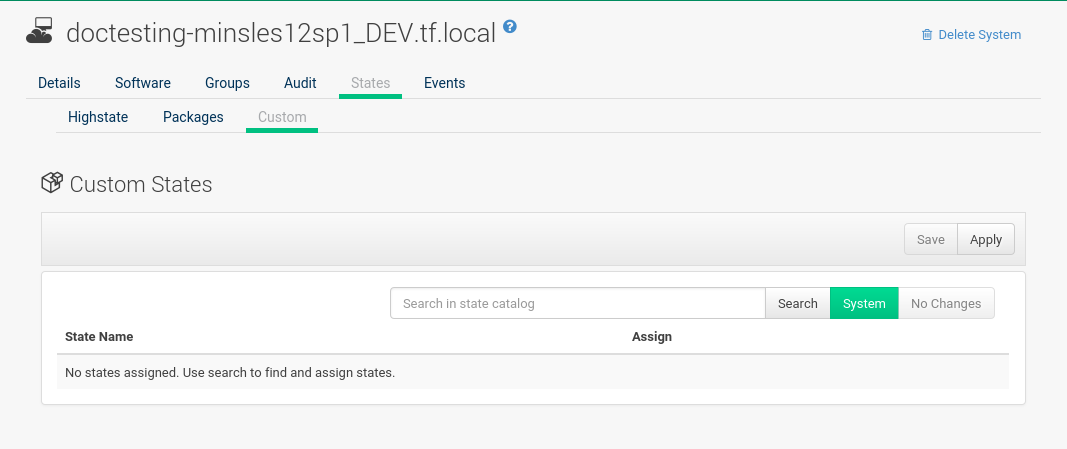 doctesting-minsles12sp1_DEV.tf.local ?
Delete System
Details Software Groups Audit States Events
Highstate Packages Custom
Custom States
Save Apply
Search in state catalog Search System No Changes
State Name Assign
No states assigned. Use search to find and assign states.